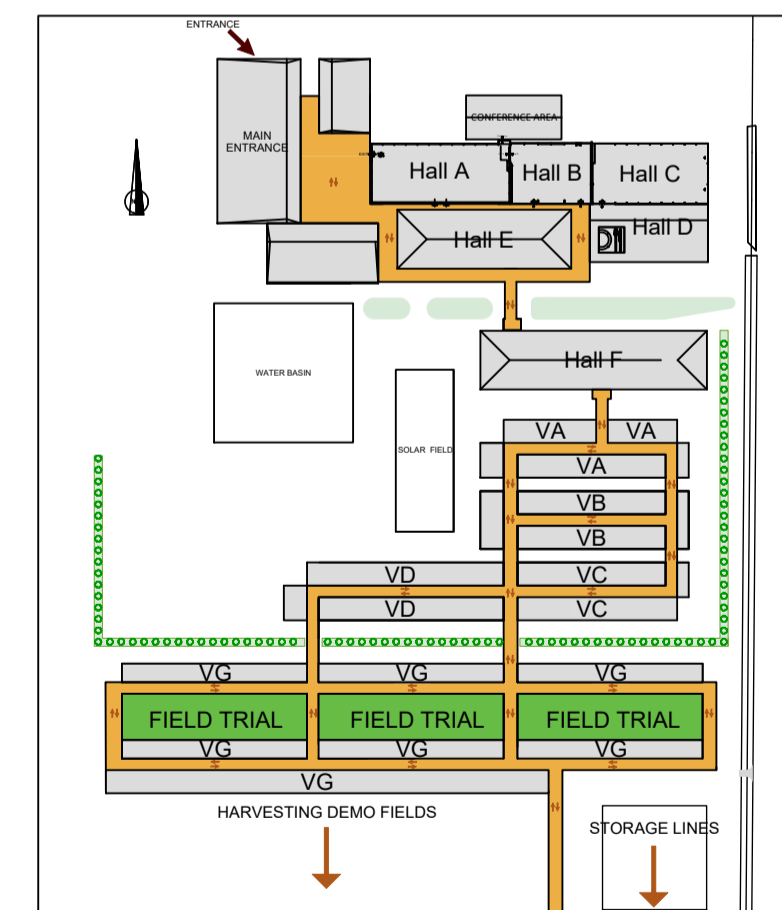 ENTRANCE
MAIN
ENTRANCE
CONFERENCE AREA
Hall A
Hall B
Hall C
Hall D
Hall E
Hall F
WATER BASIN
SOLAR FIELD
VA
VA
VA
VB
VB
VD
VC
VD
VC
VG
VG
VG
FIELD TRIAL
FIELD TRIAL
FIELD TRIAL
VG
VG
VG
VG
HARVESTING DEMO FIELDS
STORAGE LINES